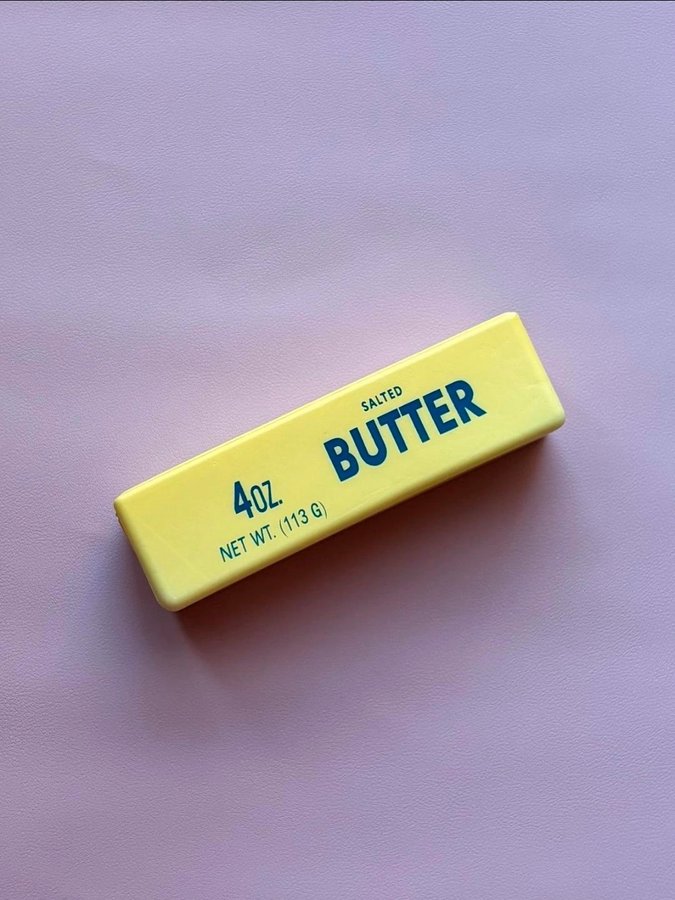 SALTED
BUTTER
4OZ.
NET WT. (113 G)